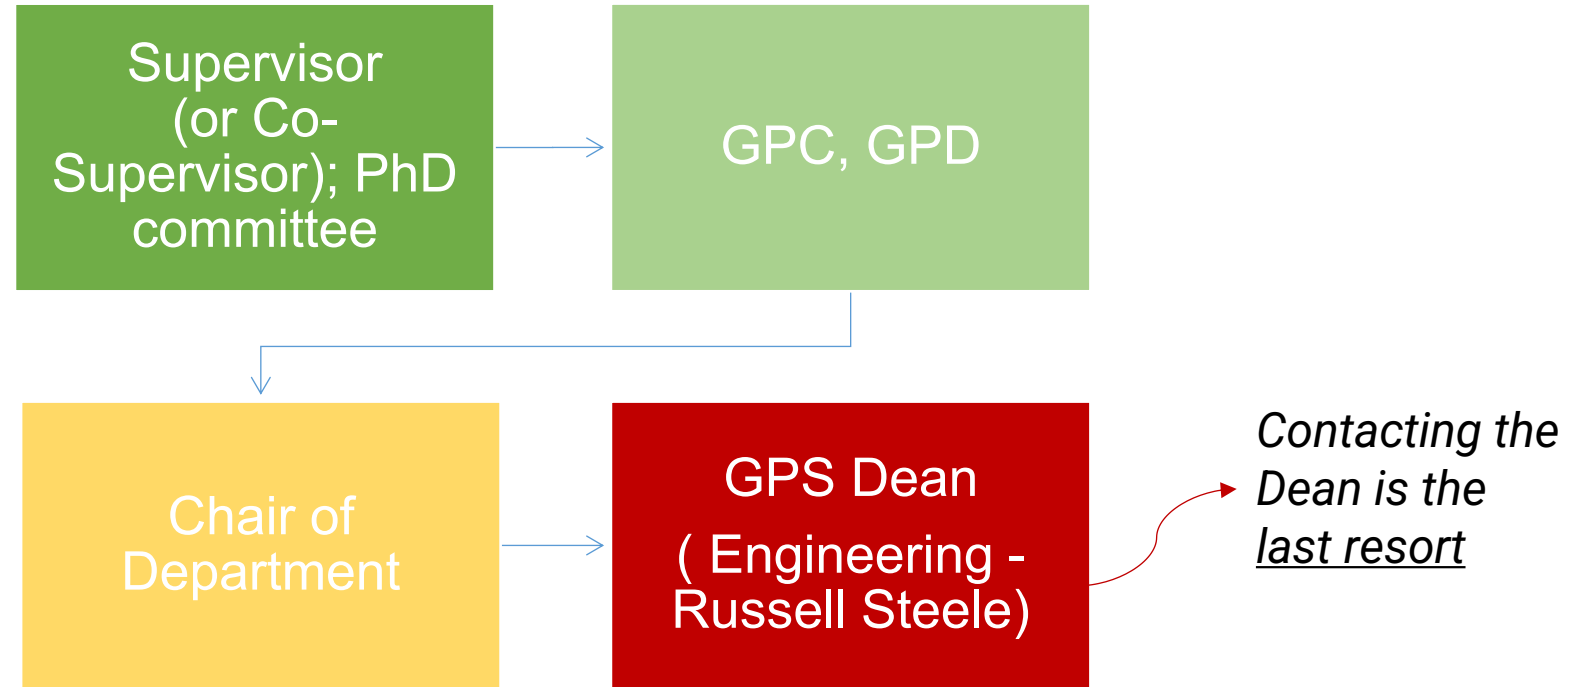 Supervisor
(or Co-
Supervisor); PhD
committee
GPC, GPD
Chair of
Department
GPS Dean
( Engineering -
Russell Steele)
Contacting the
Dean is the
last resort